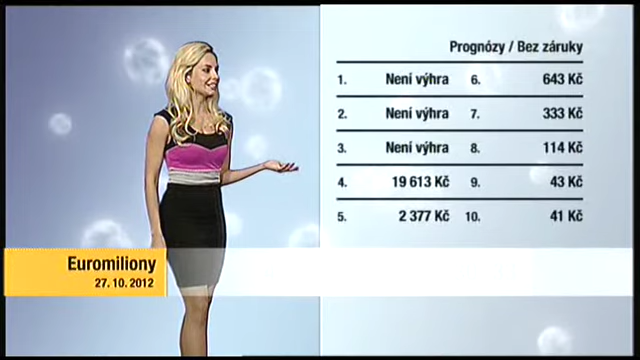 Prognózy / Bez záruky
1. Není výhra 6. 643 Kč
2. Není výhra 7. 333 Kč
3. Není výhra 8. 114 Kč
4. 19 613 Kč 9. 43 Kč
5. 2 377 Kč 10. 41 Kč
Euromiliony
27. 10. 2012